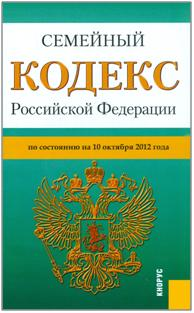 СЕМЕЙНЫЙ
КОДЕКС
Российской Федерации
по состоянию на 10 октября 2012 года
КНОРУС